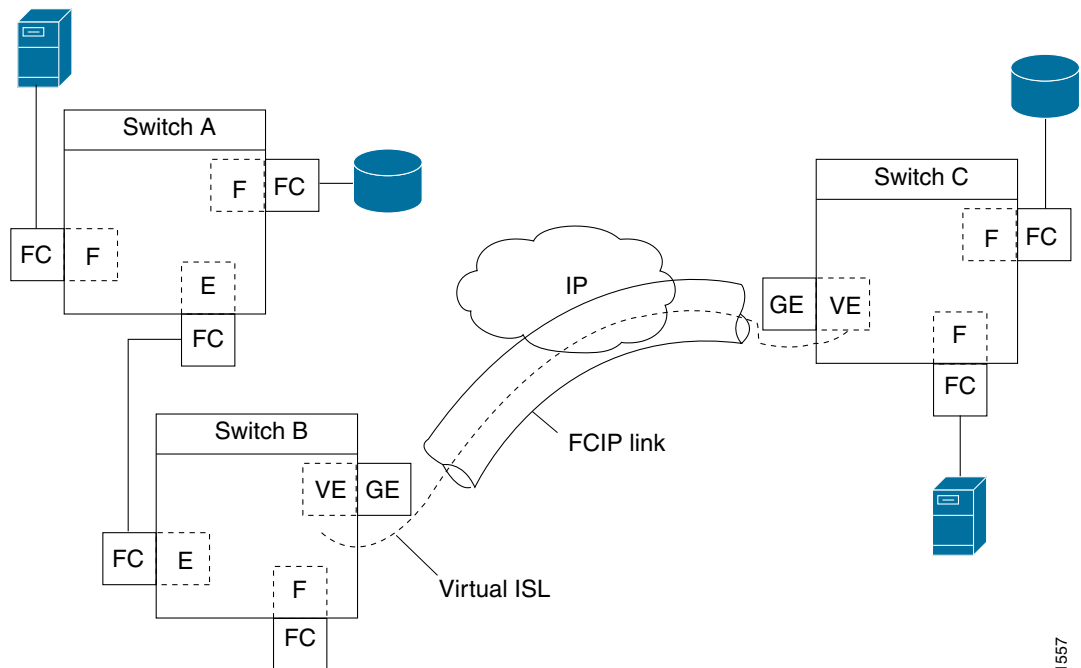 Switch A
F FC
FC F
E
FC
Switch B
VE GE
FC E
F
FC
IP
FCIP link
Virtual ISL
Switch C
F FC
GE VE
F
FC
1557